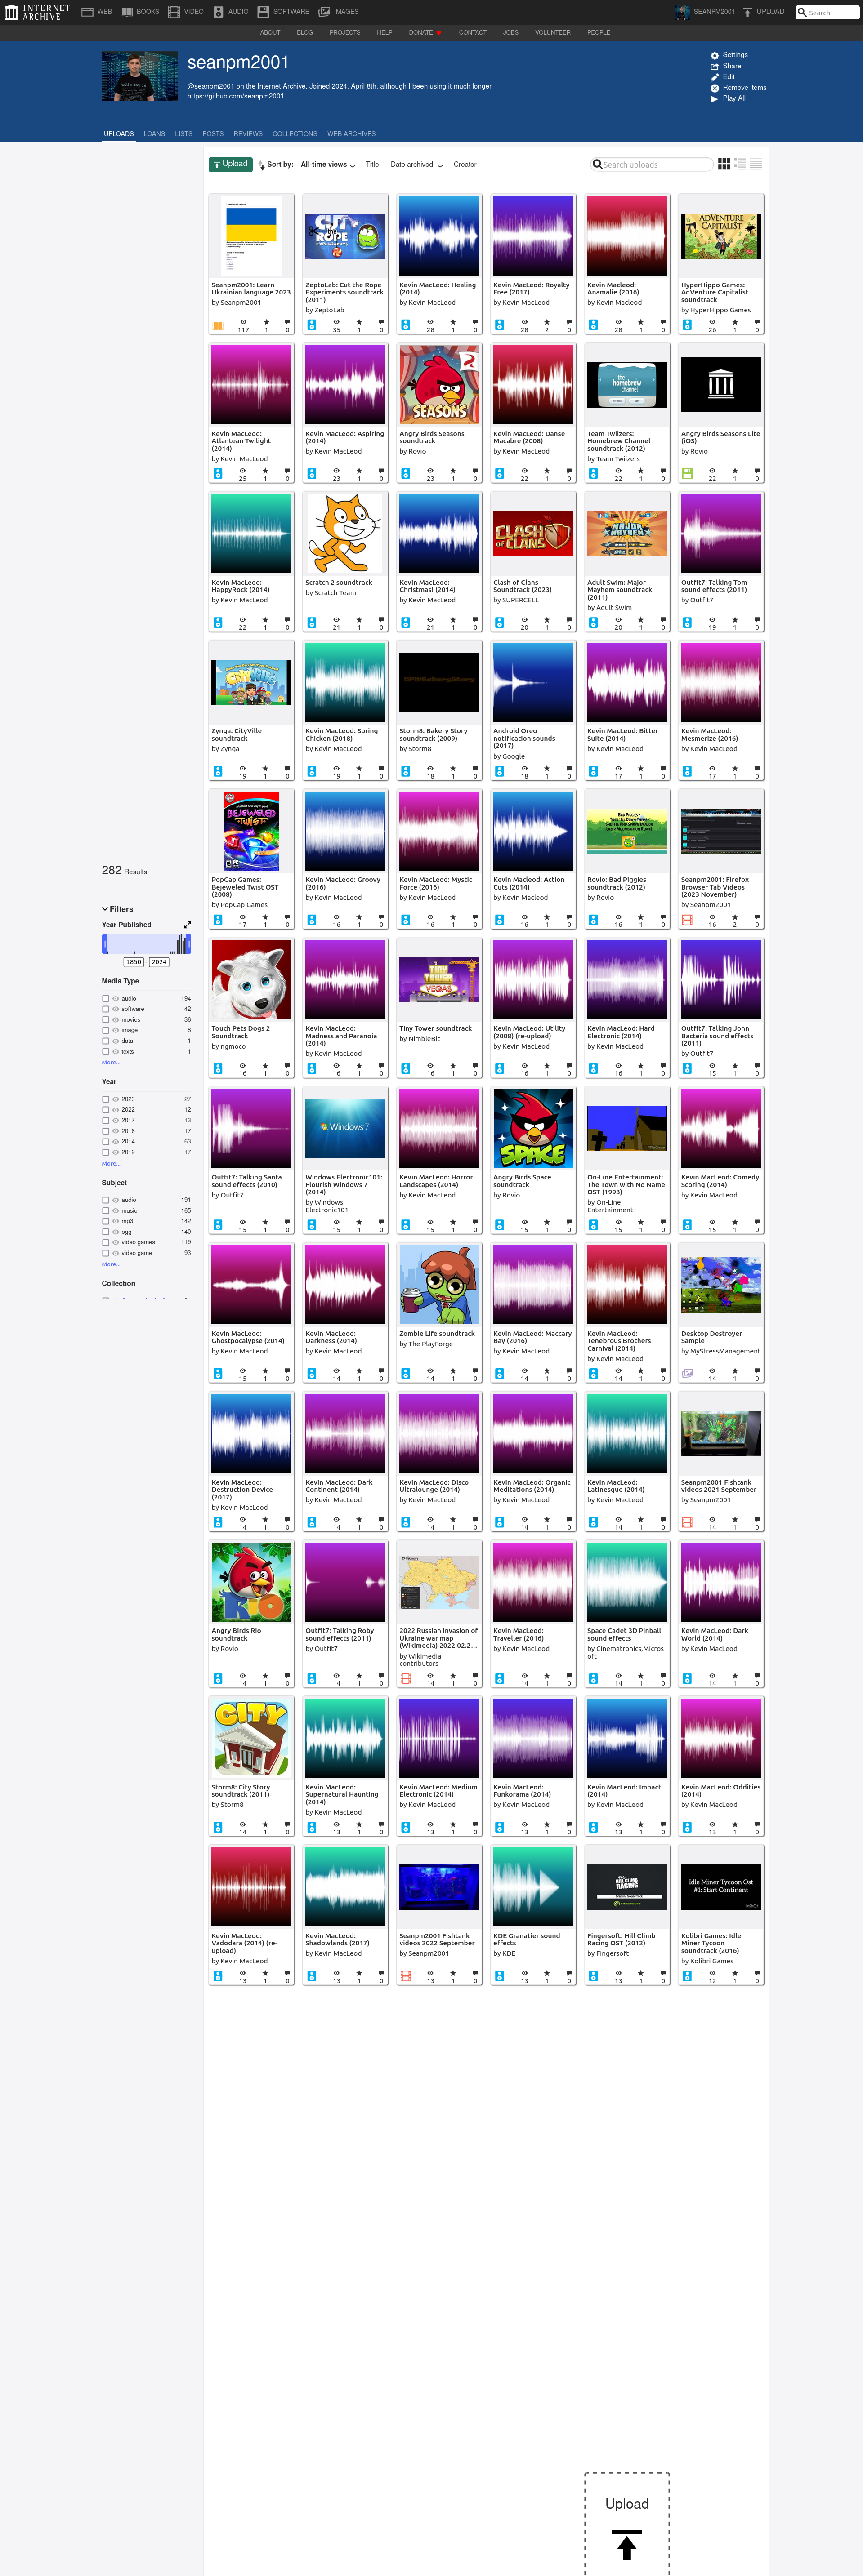 INTERNET ARCHIVE
WEB
BOOKS
VIDEO
AUDIO
SOFTWARE
IMAGES
SEANPM2001
UPLOAD
Search
ABOUT
BLOG
PROJECTS
HELP
DONATE
CONTACT
JOBS
VOLUNTEER
PEOPLE
seanpm2001
@seanpm2001 on the Internet Archive. Joined 2024, April 8th, although I been using it much longer.
https://github.com/seanpm2001
Settings
Share
Edit
Remove items
Play All
UPLOADS
LOANS
LISTS
POSTS
REVIEWS
COLLECTIONS
WEB ARCHIVES
Upload
Sort by:
All-time views
Title
Date archived
Creator
Search uploads
282 Results
Filters
Year Published
1850 - 2024
Media Type
audio 194
software 42
movies 36
image 8
data 1
texts 1
More...
Year
2023 27
2022 12
2017 13
2016 17
2014 63
2012 17
More...
Subject
audio 191
music 165
mp3 142
ogg 140
video games 119
video game 93
More...
Collection
Seanpm2001: Learn Ukrainian language 2023
by Seanpm2001
117 1 0
ZeptoLab: Cut the Rope Experiments soundtrack (2011)
by ZeptoLab
35 1 0
Kevin MacLeod: Healing (2014)
by Kevin MacLeod
28 1 0
Kevin MacLeod: Royalty Free (2017)
by Kevin MacLeod
28 2 0
Kevin Macleod: Anamalie (2016)
by Kevin Macleod
28 1 0
ADVENTURE CAPITALIST
HyperHippo Games: AdVenture Capitalist soundtrack
by HyperHippo Games
26 1 0
Kevin MacLeod: Atlantean Twilight (2014)
by Kevin MacLeod
25 1 0
Kevin MacLeod: Aspiring (2014)
by Kevin MacLeod
23 1 0
SEASONS
Angry Birds Seasons soundtrack
by Rovio
23 1 0
Kevin MacLeod: Danse Macabre (2008)
by Kevin MacLeod
22 1 0
the homebrew channel
Team Twiizers: Homebrew Channel soundtrack (2012)
by Team Twiizers
22 1 0
Angry Birds Seasons Lite (iOS)
by Rovio
22 1 0
Kevin MacLeod: HappyRock (2014)
by Kevin MacLeod
22 1 0
Scratch 2 soundtrack
by Scratch Team
21 1 0
Kevin MacLeod: Christmas! (2014)
by Kevin MacLeod
21 1 0
CLASH OF CLANS
Clash of Clans Soundtrack (2023)
by SUPERCELL
20 1 0
MAJOR MAYHEM
Adult Swim: Major Mayhem soundtrack (2011)
by Adult Swim
20 1 0
Outfit7: Talking Tom sound effects (2011)
by Outfit7
19 1 0
Zynga: CityVille soundtrack
by Zynga
19 1 0
Kevin MacLeod: Spring Chicken (2018)
by Kevin MacLeod
19 1 0
Storm8: Bakery Story soundtrack (2009)
by Storm8
18 1 0
Android Oreo notification sounds (2017)
by Google
18 1 0
Kevin MacLeod: Bitter Suite (2014)
by Kevin MacLeod
17 1 0
Kevin MacLeod: Mesmerize (2016)
by Kevin MacLeod
17 1 0
BEJEWELED TWIST
PopCap Games: Bejeweled Twist OST (2008)
by PopCap Games
17 1 0
Kevin MacLeod: Groovy (2016)
by Kevin MacLeod
16 1 0
Kevin MacLeod: Mystic Force (2016)
by Kevin MacLeod
16 1 0
Kevin Macleod: Action Cuts (2014)
by Kevin Macleod
16 1 0
Rovio: Bad Piggies soundtrack (2012)
by Rovio
16 1 0
Seanpm2001: Firefox Browser Tab Videos (2023 November)
by Seanpm2001
16 2 0
Touch Pets Dogs 2 Soundtrack
by ngmoco
16 1 0
Kevin MacLeod: Madness and Paranoia (2014)
by Kevin MacLeod
16 1 0
TINY TOWER VEGAS
Tiny Tower soundtrack
by NimbleBit
16 1 0
Kevin MacLeod: Utility (2008) (re-upload)
by Kevin MacLeod
16 1 0
Kevin MacLeod: Hard Electronic (2014)
by Kevin MacLeod
16 1 0
Outfit7: Talking John Bacteria sound effects (2011)
by Outfit7
15 1 0
Outfit7: Talking Santa sound effects (2010)
by Outfit7
15 1 0
Windows 7
Windows Electronic101: Flourish Windows 7 (2014)
by Windows Electronic101
15 1 0
Kevin MacLeod: Horror Landscapes (2014)
by Kevin MacLeod
15 1 0
SPACE
Angry Birds Space soundtrack
by Rovio
15 1 0
On-Line Entertainment: The Town with No Name OST (1993)
by On-Line Entertainment
15 1 0
Kevin MacLeod: Comedy Scoring (2014)
by Kevin MacLeod
15 1 0
Kevin MacLeod: Ghostpocalypse (2014)
by Kevin MacLeod
15 1 0
Kevin MacLeod: Darkness (2014)
by Kevin MacLeod
14 1 0
Zombie Life soundtrack
by The PlayForge
14 1 0
Kevin MacLeod: Maccary Bay (2016)
by Kevin MacLeod
14 1 0
Kevin MacLeod: Tenebrous Brothers Carnival (2014)
by Kevin MacLeod
14 1 0
Desktop Destroyer Sample
by MyStressManagement
14 1 0
Kevin MacLeod: Destruction Device (2017)
by Kevin MacLeod
14 1 0
Kevin MacLeod: Dark Continent (2014)
by Kevin MacLeod
14 1 0
Kevin MacLeod: Disco Ultralounge (2014)
by Kevin MacLeod
14 1 0
Kevin MacLeod: Organic Meditations (2014)
by Kevin MacLeod
14 1 0
Kevin MacLeod: Latinesque (2014)
by Kevin MacLeod
14 1 0
Seanpm2001 Fishtank videos 2021 September
by Seanpm2001
14 1 0
RIO
Angry Birds Rio soundtrack
by Rovio
14 1 0
Outfit7: Talking Roby sound effects (2011)
by Outfit7
14 1 0
2022 Russian invasion of Ukraine war map (Wikimedia) 2022.02.2...
by Wikimedia contributors
14 1 0
Kevin MacLeod: Traveller (2016)
by Kevin MacLeod
14 1 0
Space Cadet 3D Pinball sound effects
by Cinematronics,Microsoft
14 1 0
Kevin MacLeod: Dark World (2014)
by Kevin MacLeod
14 1 0
CITY
Storm8: City Story soundtrack (2011)
by Storm8
14 1 0
Kevin MacLeod: Supernatural Haunting (2014)
by Kevin MacLeod
13 1 0
Kevin MacLeod: Medium Electronic (2014)
by Kevin MacLeod
13 1 0
Kevin MacLeod: Funkorama (2014)
by Kevin MacLeod
13 1 0
Kevin MacLeod: Impact (2014)
by Kevin MacLeod
13 1 0
Kevin MacLeod: Oddities (2014)
by Kevin MacLeod
13 1 0
Kevin MacLeod: Vadodara (2014) (re-upload)
by Kevin MacLeod
13 1 0
Kevin MacLeod: Shadowlands (2017)
by Kevin MacLeod
13 1 0
Seanpm2001 Fishtank videos 2022 September
by Seanpm2001
13 1 0
KDE Granatier sound effects
by KDE
13 1 0
HILL CLIMB RACING
Fingersoft: Hill Climb Racing OST (2012)
by Fingersoft
13 1 0
Idle Miner Tycoon Ost #1: Start Continent
Kolibri Games: Idle Miner Tycoon soundtrack (2016)
by Kolibri Games
12 1 0
Upload